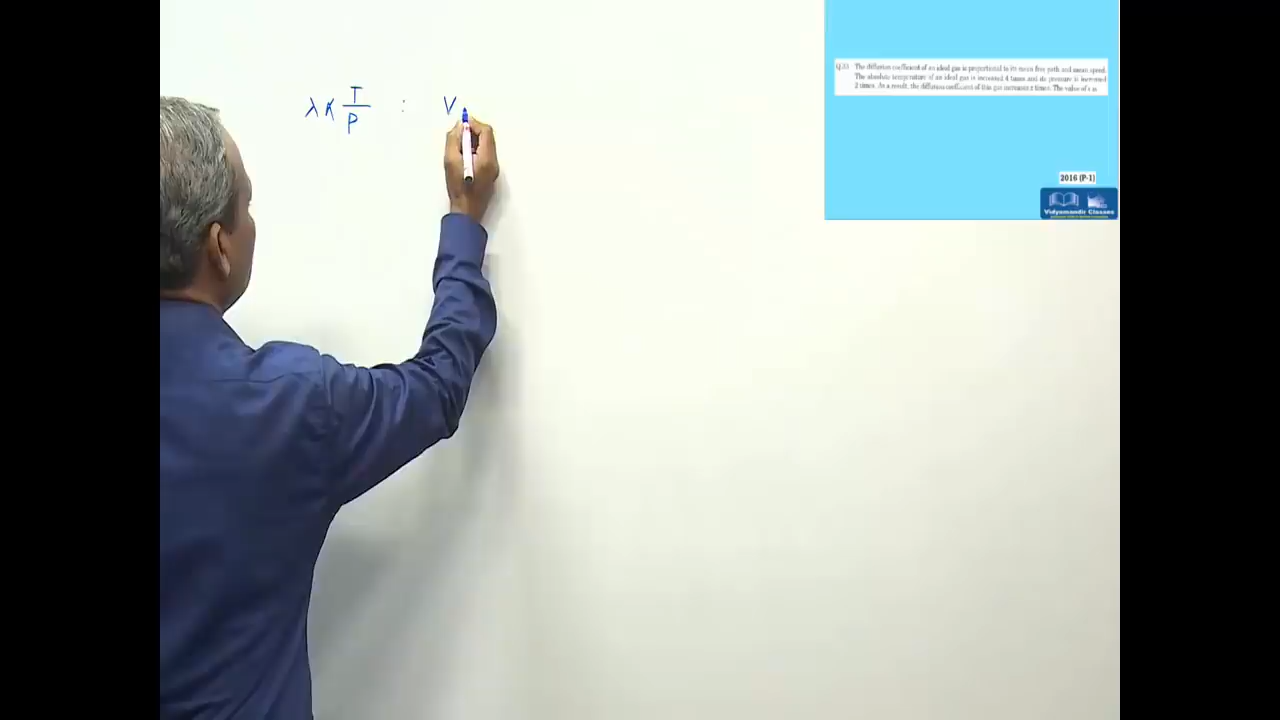 λ ∝ T/P : V
Q.33 The diffusion coefficient of an ideal gas is proportional to its mean free path and mean speed.
The absolute temperature of an ideal gas is increased 4 times and its pressure is increased
2 times. As a result, the diffusion coefficient of this gas increases x times. The value of x is
2016 (P-1)
Vidyamandir Classes